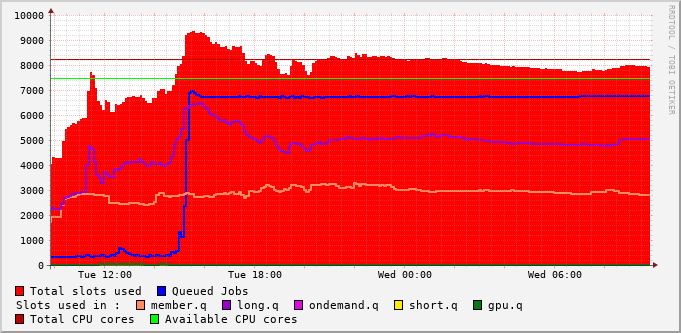 10000
9000
8000
7000
6000
5000
4000
3000
2000
1000
0
Tue 12:00 Tue 18:00 Wed 00:00 Wed 06:00
RRDTOOL / TOBI OETIKER
Total slots used Queued Jobs
Slots used in : member.q long.q ondemand.q short.q gpu.q
Total CPU cores Available CPU cores